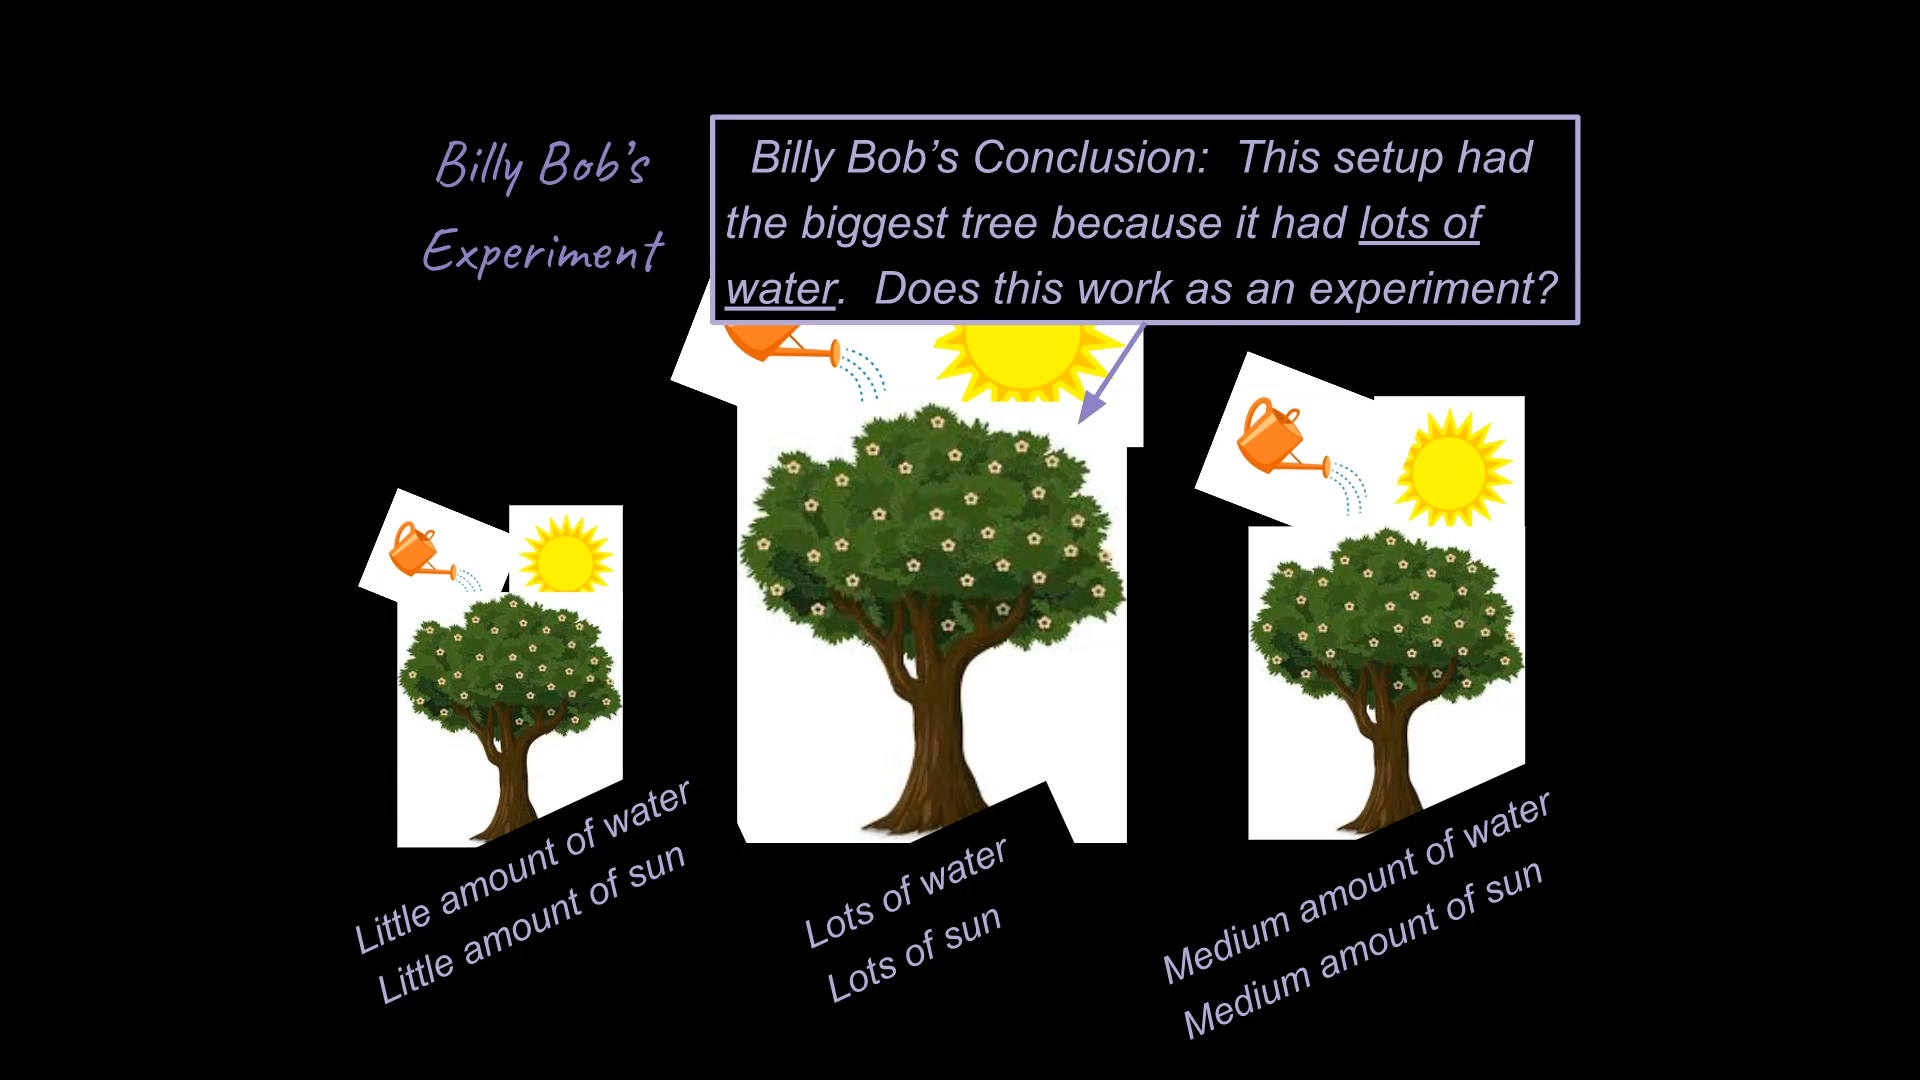 Billy Bob’s
Experiment
Billy Bob’s Conclusion:  This setup had
the biggest tree because it had lots of
water.  Does this work as an experiment?
Little amount of water
Little amount of sun
Lots of water
Lots of sun
Medium amount of water
Medium amount of sun